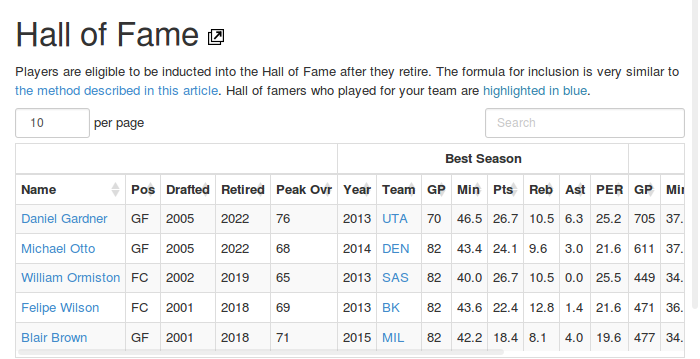 Hall of Fame
Players are eligible to be inducted into the Hall of Fame after they retire. The formula for inclusion is very similar to
the method described in this article. Hall of famers who played for your team are highlighted in blue.
10 per page Search
Best Season
Name Pos Drafted Retired Peak Ovr Year Team GP Min Pts Reb Ast PER GP Min
Daniel Gardner GF 2005 2022 76 2013 UTA 70 46.5 26.7 10.5 6.3 25.2 705 37.
Michael Otto GF 2005 2022 68 2014 DEN 82 43.4 24.1 9.6 3.0 21.6 611 37.
William Ormiston FC 2002 2019 65 2013 SAS 82 40.0 26.7 10.5 0.0 25.5 449 34.
Felipe Wilson FC 2001 2018 69 2013 BK 82 43.6 22.4 12.8 1.4 21.6 471 36.
Blair Brown GF 2001 2018 71 2015 MIL 82 42.2 18.4 8.1 4.0 19.6 477 34.